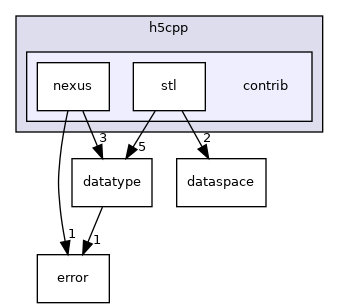 h5cpp
nexus
stl
contrib
3
5
2
datatype
dataspace
1
1
error